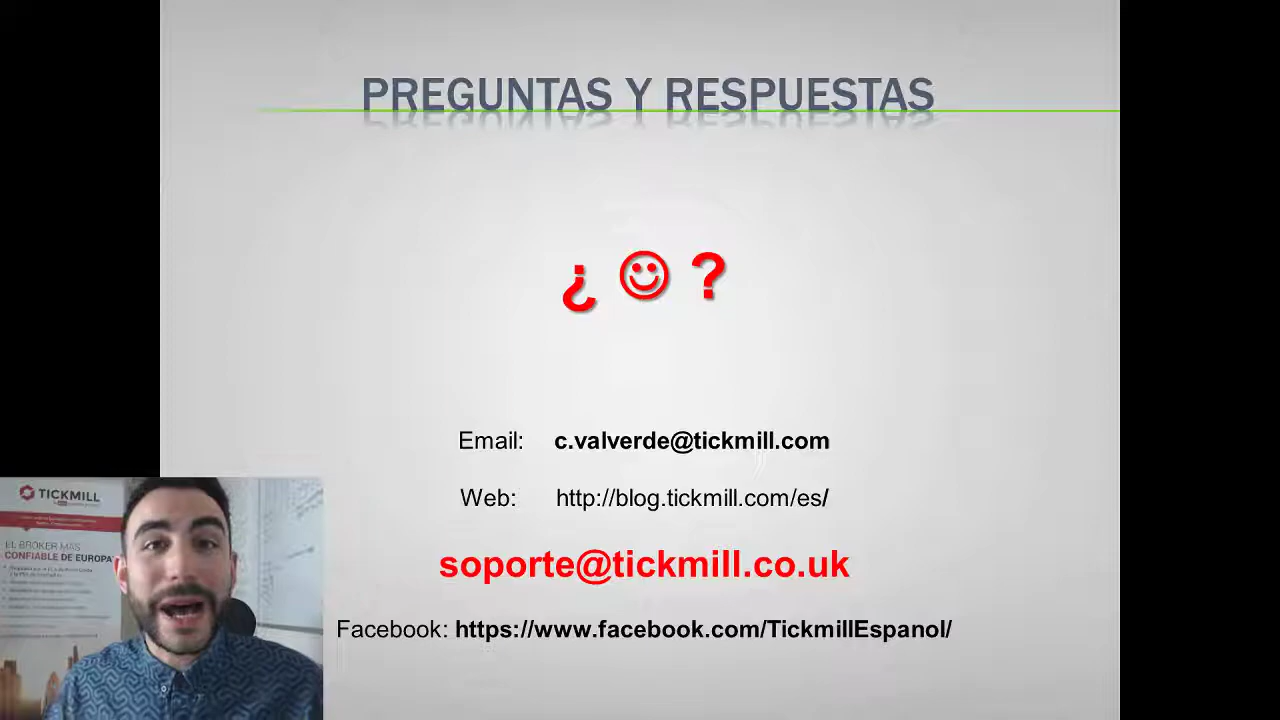 PREGUNTAS Y RESPUESTAS
¿ ☺ ?
Email: c.valverde@tickmill.com
Web: http://blog.tickmill.com/es/
soporte@tickmill.co.uk
Facebook: https://www.facebook.com/TickmillEspanol/
TICKMILL
EL BROKER MÁS
CONFIABLE DE EUROPA